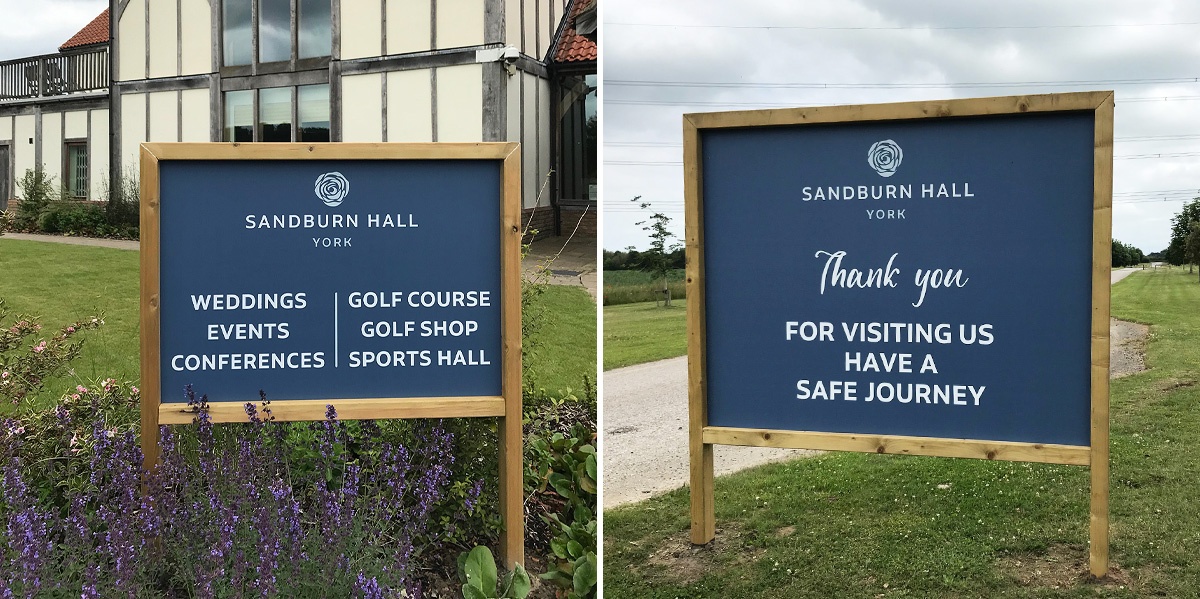 SANDBURN HALL
YORK
WEDDINGS
EVENTS
CONFERENCES
GOLF COURSE
GOLF SHOP
SPORTS HALL
SANDBURN HALL
YORK
Thank you
FOR VISITING US
HAVE A
SAFE JOURNEY